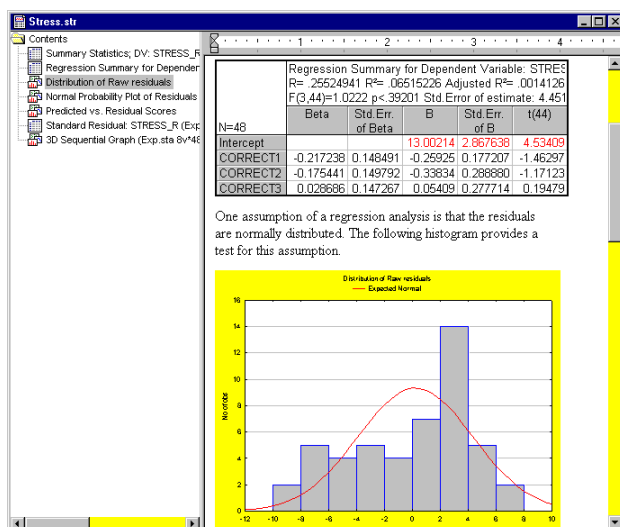 Stress.str
Contents
Summary Statistics; DV: STRESS_R
Regression Summary for Depender
Distribution of Raw residuals
Normal Probability Plot of Residuals
Predicted vs. Residual Scores
Standard Residual: STRESS_R (Exp
3D Sequential Graph (Exp.sta 8v*48
1 2 3 4
Regression Summary for Dependent Variable: STRES
R= .25524941 R²= .06515226 Adjusted R²= .0014126
F(3,44)=1.0222 p<.39201 Std.Error of estimate: 4.451
N=48 Beta Std.Err. of Beta B Std.Err. of B t(44)
Intercept 13.00214 2.867638 4.53409
CORRECT1 -0.217238 0.148491 -0.25925 0.177207 -1.46297
CORRECT2 -0.175441 0.149792 -0.33834 0.288880 -1.17123
CORRECT3 0.028686 0.147267 0.05409 0.277714 0.19479
One assumption of a regression analysis is that the residuals
are normally distributed. The following histogram provides a
test for this assumption.
Distribution of Raw residuals
Expected Normal
No of obs
16
14
12
10
8
6
4
2
0
-12 -10 -8 -6 -4 -2 0 2 4 6 8 10